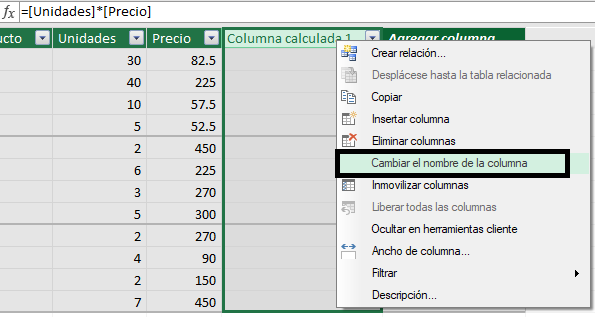 fx =[Unidades]*[Precio]
ucto Unidades Precio Columna calculada 1 Agregar columna
30 82.5
40 225
10 57.5
5 52.5
2 450
6 225
3 270
5 300
2 270
4 90
2 150
7 450
Crear relación...
Desplácese hasta la tabla relacionada
Copiar
Insertar columna
Eliminar columnas
Cambiar el nombre de la columna
Inmovilizar columnas
Liberar todas las columnas
Ocultar en herramientas cliente
Ancho de columna...
Filtrar
Descripción...